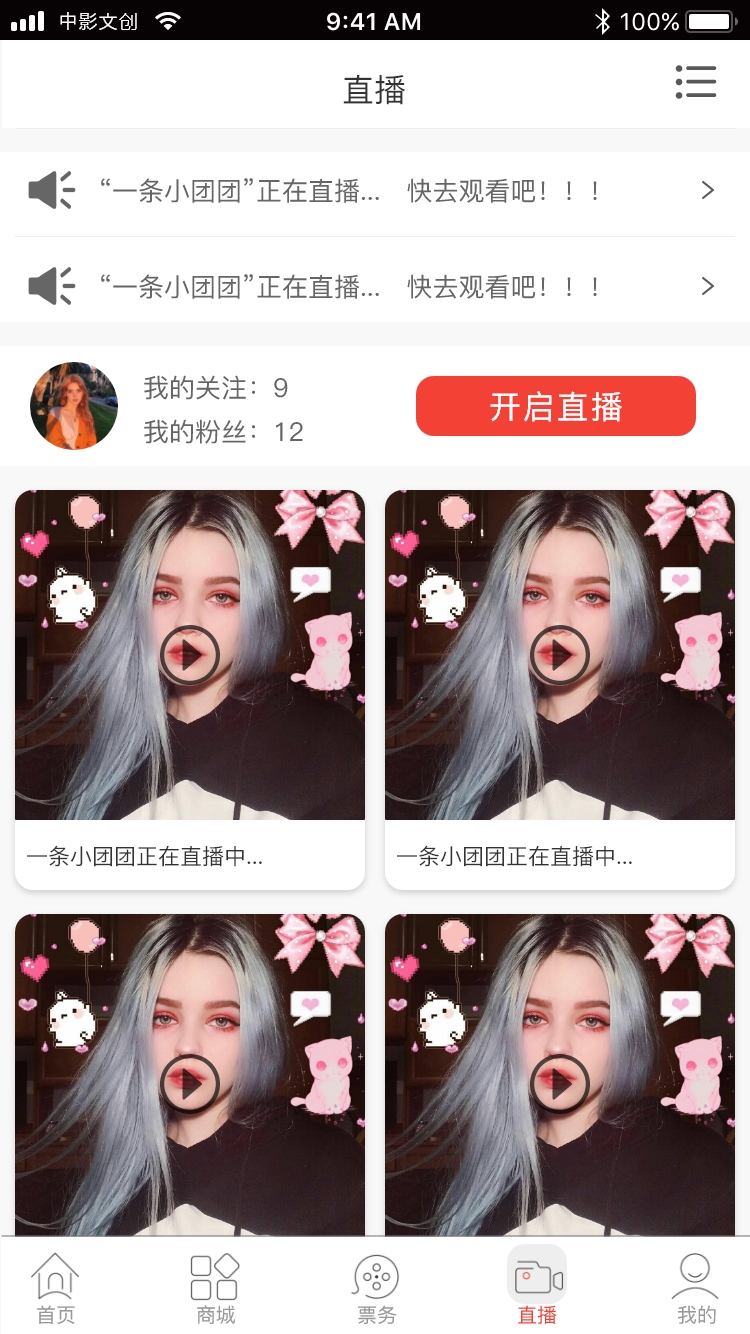 中影文创 9:41 AM 100%
直播
“一条小团团”正在直播... 快去观看吧！！！
“一条小团团”正在直播... 快去观看吧！！！
我的关注：9
我的粉丝：12
开启直播
一条小团团正在直播中... 一条小团团正在直播中...
首页 商城 票务 直播 我的